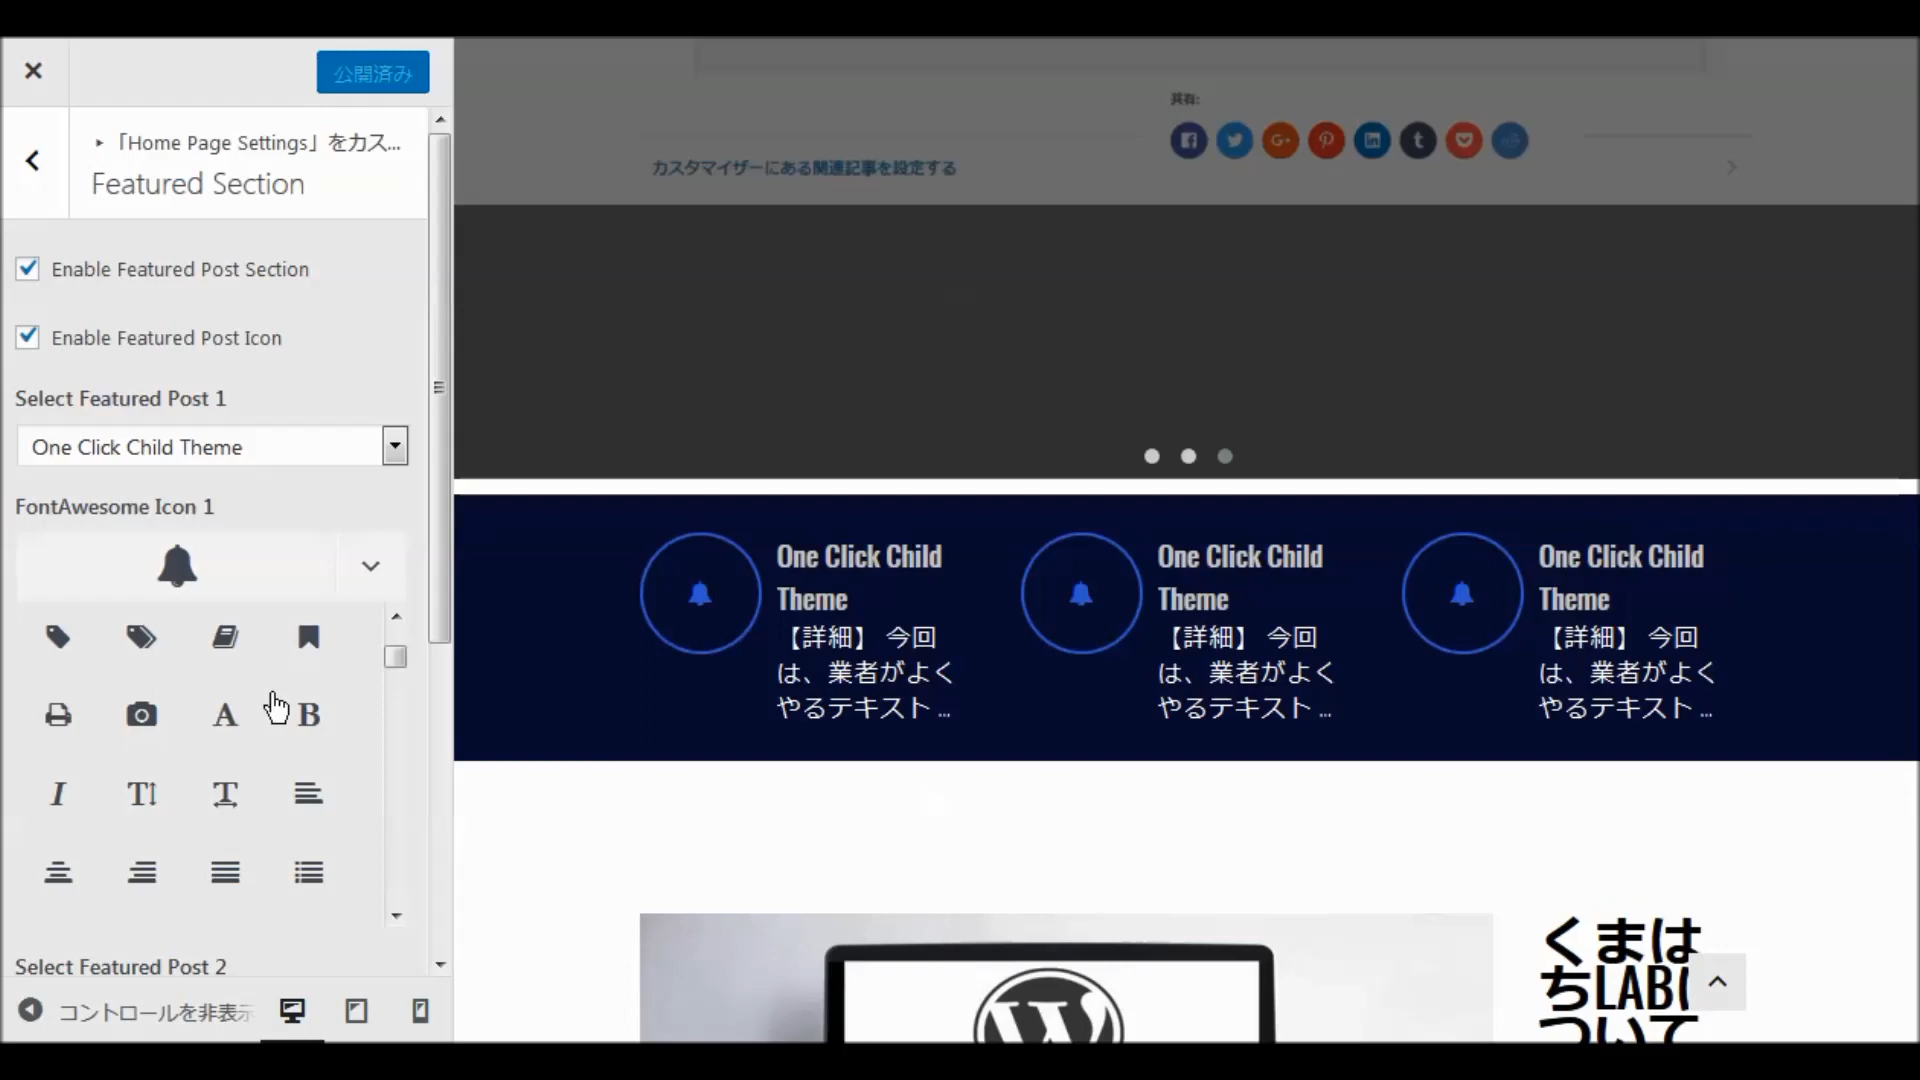 公開済み
「Home Page Settings」をカス...
Featured Section
Enable Featured Post Section
Enable Featured Post Icon
Select Featured Post 1
One Click Child Theme
FontAwesome Icon 1
Select Featured Post 2
コントロールを非表示
共有:
カスタマイザーにある関連記事を設定する
One Click Child
Theme
【詳細】 今回
は、業者がよく
やるテキスト ...
One Click Child
Theme
【詳細】 今回
は、業者がよく
やるテキスト ...
One Click Child
Theme
【詳細】 今回
は、業者がよく
やるテキスト ...
くまは
ちLAB
ついて